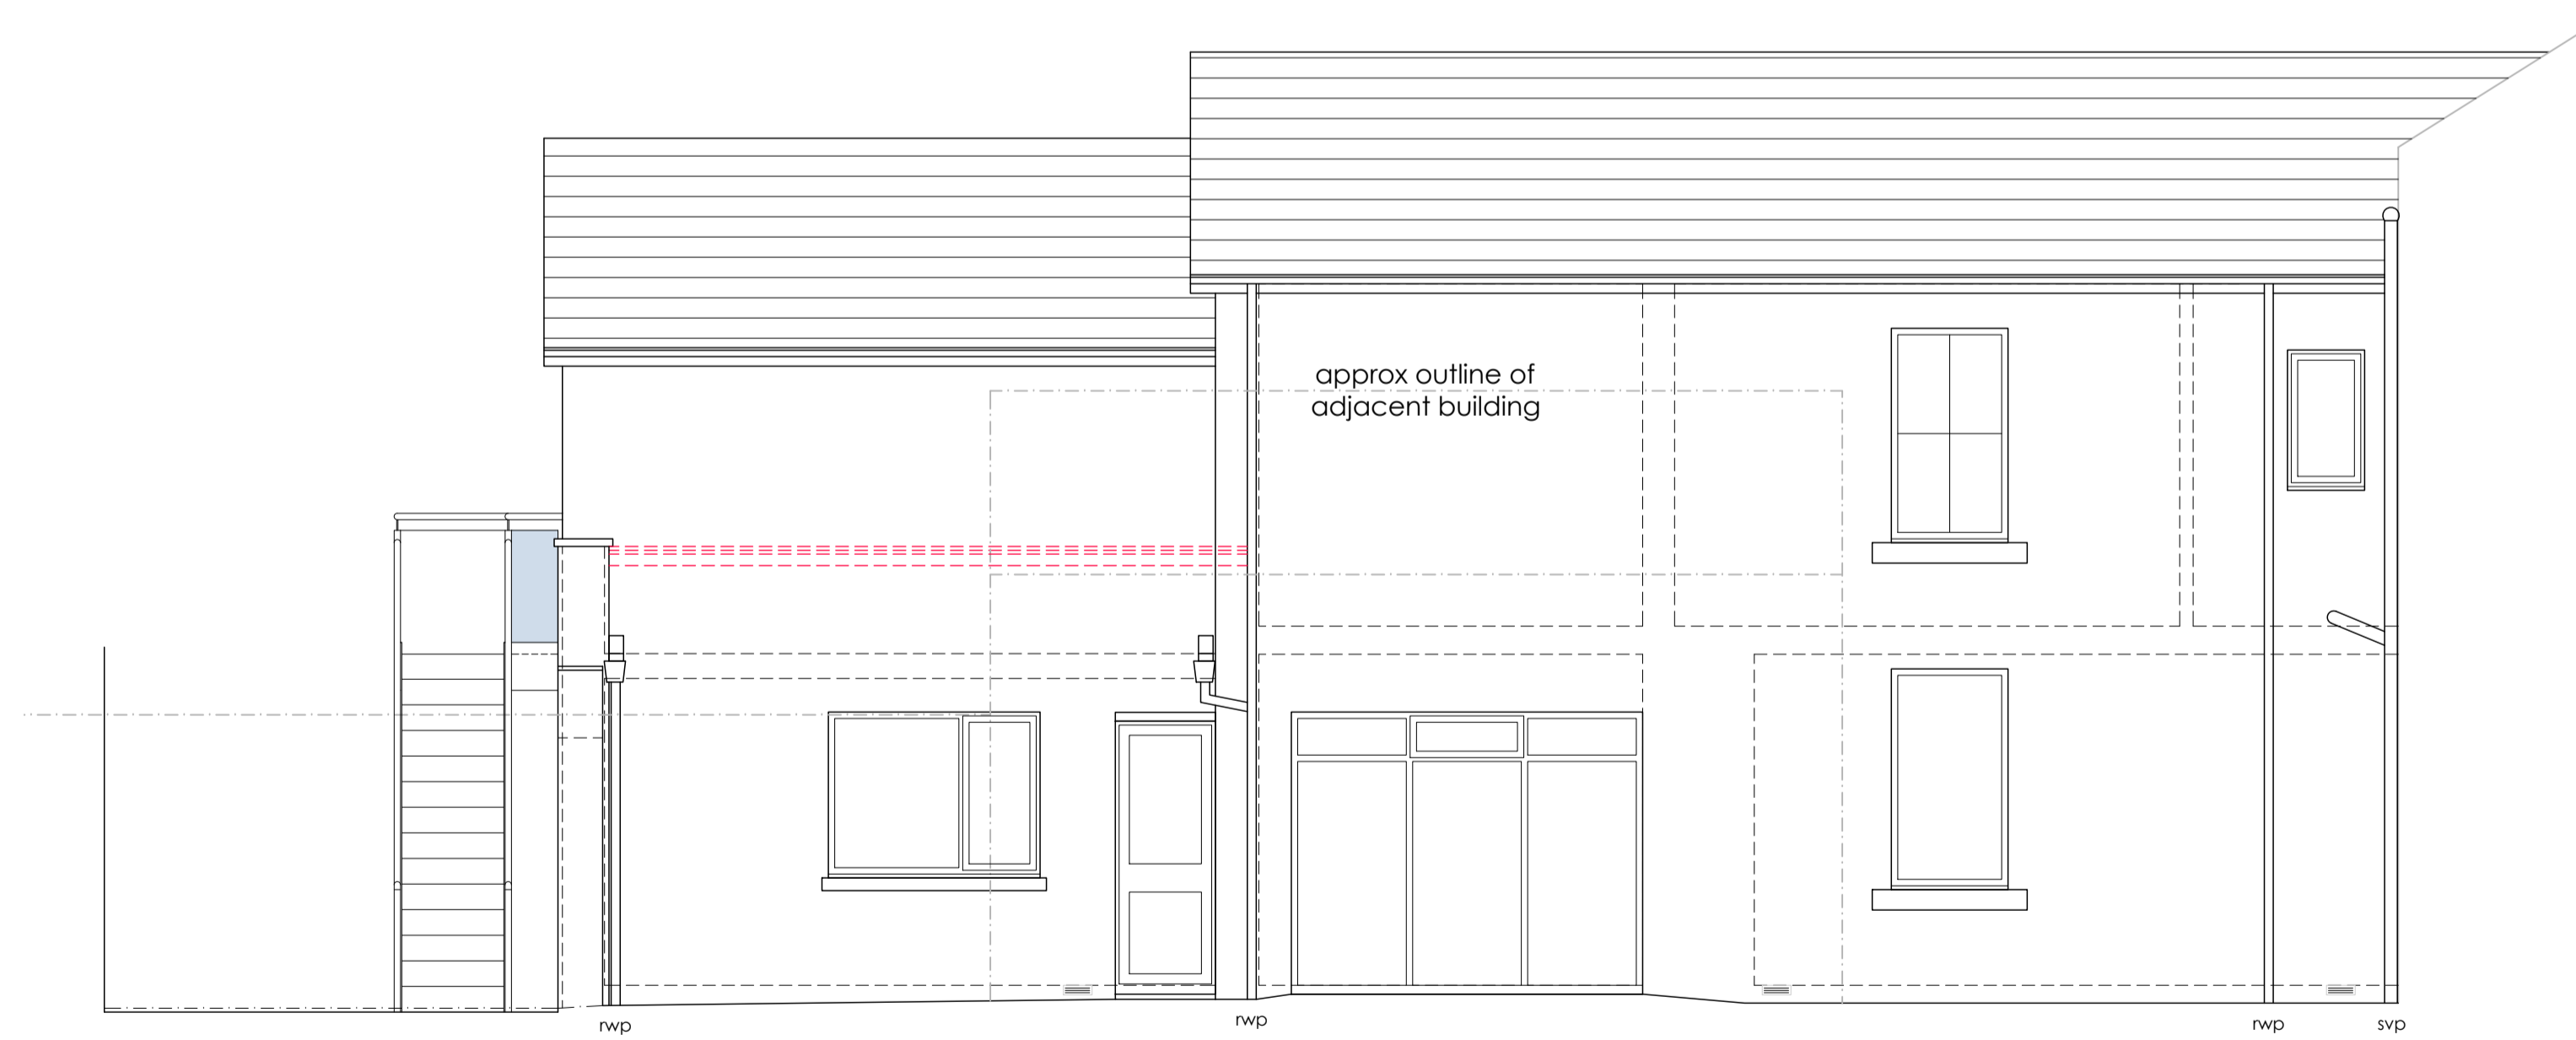 approx outline of
adjacent building
rwp
rwp
rwp
svp